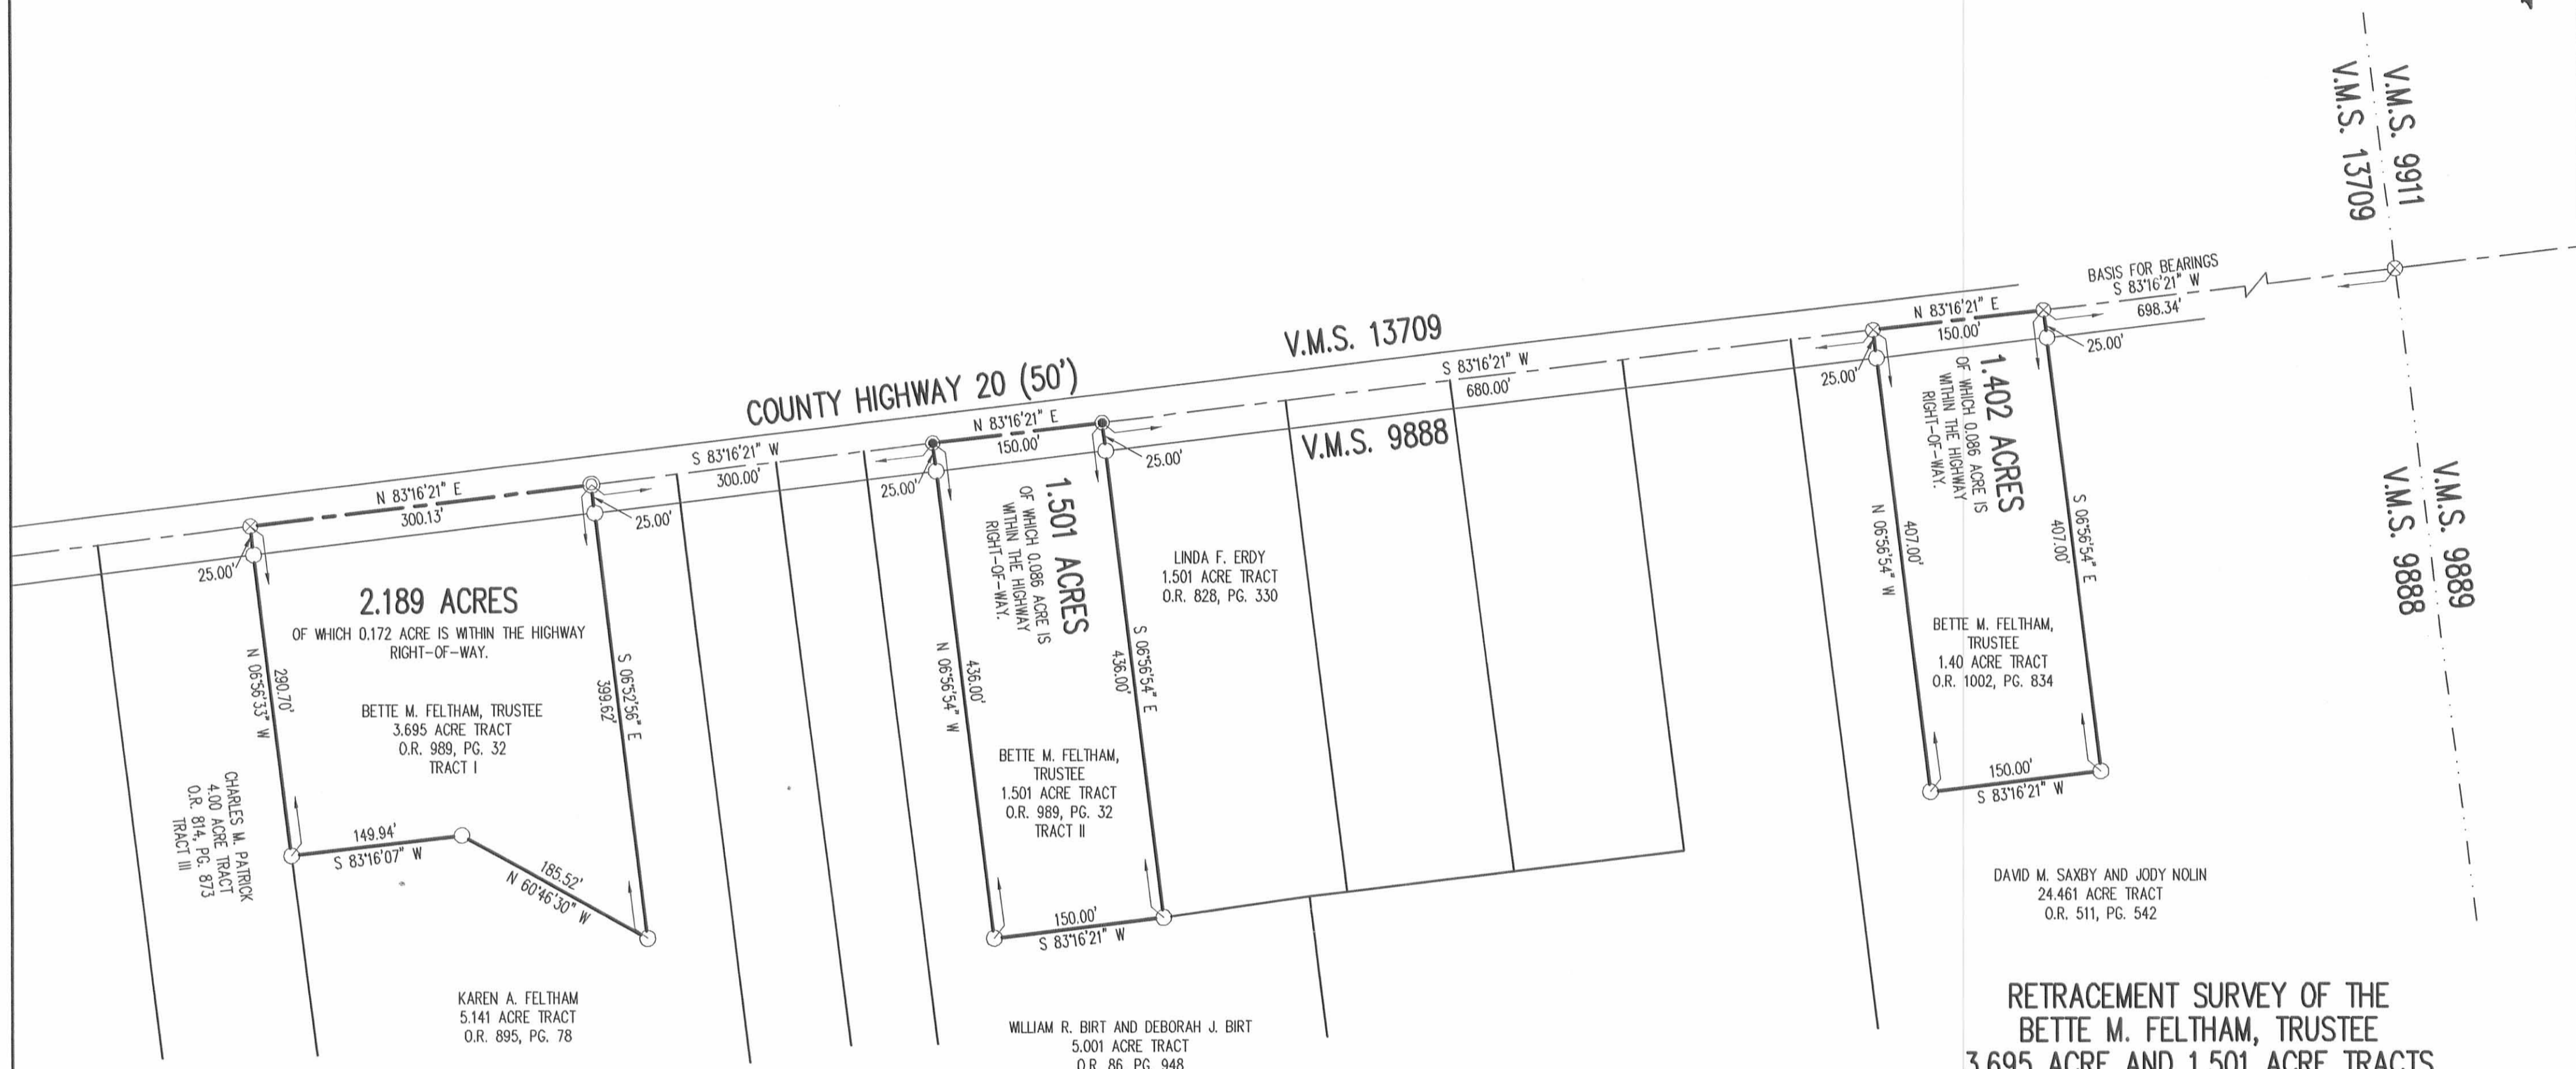 V.M.S. 9911
V.M.S. 13709
BASIS FOR BEARINGS
S 83°16'21" W
698.34'
N 83°16'21" E
150.00'
25.00'
25.00'
1.402 ACRES
OF WHICH 0.086 ACRE IS
WITHIN THE HIGHWAY
RIGHT-OF-WAY.
N 06°56'54" W
407.00'
S 06°56'54" E
407.00'
BETTE M. FELTHAM,
TRUSTEE
1.40 ACRE TRACT
O.R. 1002, PG. 834
150.00'
S 83°16'21" W
V.M.S. 9889
V.M.S. 9888
V.M.S. 13709
S 83°16'21" W
680.00'
V.M.S. 9888
COUNTY HIGHWAY 20 (50')
N 83°16'21" E
150.00'
25.00'
25.00'
1.501 ACRES
OF WHICH 0.086 ACRE IS
WITHIN THE HIGHWAY
RIGHT-OF-WAY.
N 06°56'54" W
436.00'
S 06°56'54" E
436.00'
BETTE M. FELTHAM,
TRUSTEE
1.501 ACRE TRACT
O.R. 989, PG. 32
TRACT II
150.00'
S 83°16'21" W
LINDA F. ERDY
1.501 ACRE TRACT
O.R. 828, PG. 330
S 83°16'21" W
300.00'
N 83°16'21" E
300.13'
25.00'
25.00'
2.189 ACRES
OF WHICH 0.172 ACRE IS WITHIN THE HIGHWAY
RIGHT-OF-WAY.
N 06°56'33" W
290.70'
S 06°52'56" E
399.62'
BETTE M. FELTHAM, TRUSTEE
3.695 ACRE TRACT
O.R. 989, PG. 32
TRACT I
149.94'
S 83°16'07" W
185.52'
N 60°46'30" W
CHARLES M. PATRICK
4.00 ACRE TRACT
O.R. 814, PG. 873
TRACT III
KAREN A. FELTHAM
5.141 ACRE TRACT
O.R. 895, PG. 78
WILLIAM R. BIRT AND DEBORAH J. BIRT
5.001 ACRE TRACT
O.R. 86, PG. 948
DAVID M. SAXBY AND JODY NOLIN
24.461 ACRE TRACT
O.R. 511, PG. 542
RETRACEMENT SURVEY OF THE
BETTE M. FELTHAM, TRUSTEE
3.695 ACRE AND 1.501 ACRE TRACTS